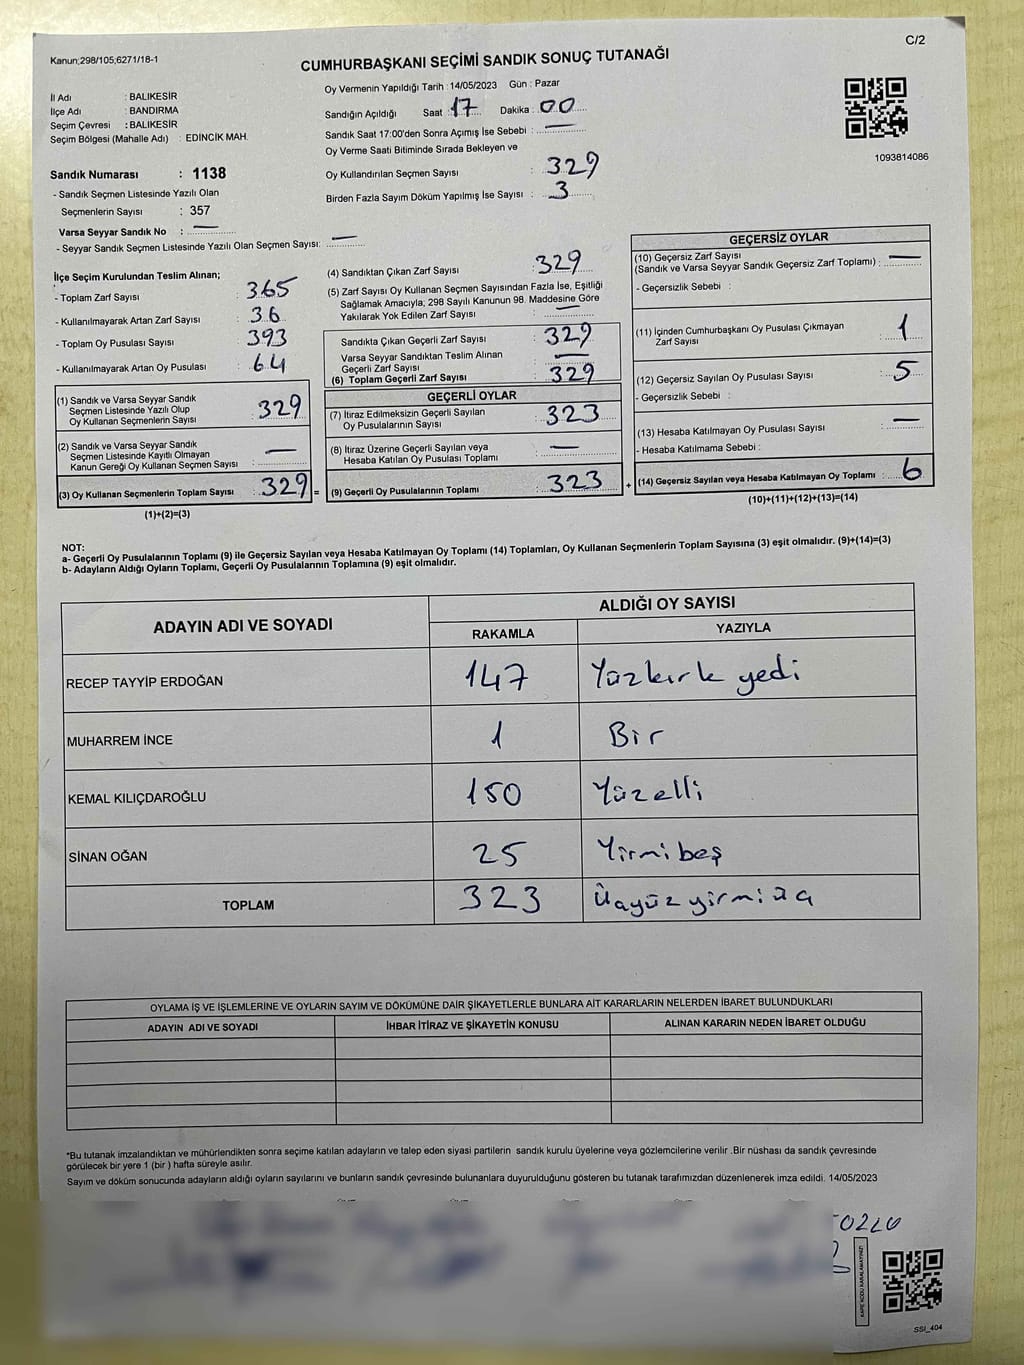 Kanun;298/105,6271/18-1
C/2
CUMHURBAŞKANI SEÇİMİ SANDIK SONUÇ TUTANAĞI
İl Adı : BALIKESİR
İlçe Adı : BANDIRMA
Seçim Çevresi : BALIKESİR
Seçim Bölgesi (Mahalle Adı) : EDİNCİK MAH.
Sandık Numarası : 1138
- Sandık Seçmen Listesinde Yazılı Olan
Seçmenlerin Sayısı : 357
Varsa Seyyar Sandık No : —
- Seyyar Sandık Seçmen Listesinde Yazılı Olan Seçmen Sayısı: —
Oy Vermenin Yapıldığı Tarih : 14/05/2023 Gün : Pazar
Sandığın Açıldığı Saat : 17 Dakika : 00
Sandık Saat 17:00'den Sonra Açımış İse Sebebi : —
Oy Verme Saati Bitiminde Sırada Bekleyen ve
Oy Kullandırılan Seçmen Sayısı : 329
Birden Fazla Sayım Döküm Yapılmış İse Sayısı : 3
1093814086
İlçe Seçim Kurulundan Teslim Alınan;
- Toplam Zarf Sayısı : 365
- Kullanılmayarak Artan Zarf Sayısı : 36
- Toplam Oy Pusulası Sayısı : 393
- Kullanılmayarak Artan Oy Pusulası : 64
(1) Sandık ve Varsa Seyyar Sandık
Seçmen Listesinde Yazılı Olup
Oy Kullanan Seçmenlerin Sayısı : 329
(2) Sandık ve Varsa Seyyar Sandık
Seçmen Listesinde Kayıtlı Olmayan
Kanun Gereği Oy Kullanan Seçmen Sayısı : —
(3) Oy Kullanan Seçmenlerin Toplam Sayısı : 329 =
(1)+(2)=(3)
(4) Sandıktan Çıkan Zarf Sayısı : 329
(5) Zarf Sayısı Oy Kullanan Seçmen Sayısından Fazla İse, Eşitliği
Sağlamak Amacıyla; 298 Sayılı Kanunun 98. Maddesine Göre
Yakılarak Yok Edilen Zarf Sayısı : —
Sandıkta Çıkan Geçerli Zarf Sayısı : 329
Varsa Seyyar Sandıktan Teslim Alınan
Geçerli Zarf Sayısı : —
(6) Toplam Geçerli Zarf Sayısı : 329
GEÇERLİ OYLAR
(7) İtiraz Edilmeksizin Geçerli Sayılan
Oy Pusulalarının Sayısı : 323
(8) İtiraz Üzerine Geçerli Sayılan veya
Hesaba Katılan Oy Pusulası Toplamı : —
(9) Geçerli Oy Pusulalarının Toplamı : 323 +
GEÇERSİZ OYLAR
(10) Geçersiz Zarf Sayısı
(Sandık ve Varsa Seyyar Sandık Geçersiz Zarf Toplamı) : —
- Geçersizlik Sebebi :
(11) İçinden Cumhurbaşkanı Oy Pusulası Çıkmayan
Zarf Sayısı : 1
(12) Geçersiz Sayılan Oy Pusulası Sayısı : 5
- Geçersizlik Sebebi :
(13) Hesaba Katılmayan Oy Pusulası Sayısı : —
- Hesaba Katılmama Sebebi :
(14) Geçersiz Sayılan veya Hesaba Katılmayan Oy Toplamı : 6
(10)+(11)+(12)+(13)=(14)
NOT:
a- Geçerli Oy Pusulalarının Toplamı (9) ile Geçersiz Sayılan veya Hesaba Katılmayan Oy Toplamı (14) Toplamları, Oy Kullanan Seçmenlerin Toplam Sayısına (3) eşit olmalıdır. (9)+(14)=(3)
b- Adayların Aldığı Oyların Toplamı, Geçerli Oy Pusulalarının Toplamına (9) eşit olmalıdır.
ADAYIN ADI VE SOYADI ALDIĞI OY SAYISI
RAKAMLA YAZIYLA
RECEP TAYYİP ERDOĞAN 147 Yüzkırk yedi
MUHARREM İNCE 1 Bir
KEMAL KILIÇDAROĞLU 150 Yüzelli
SİNAN OĞAN 25 Yirmibeş
TOPLAM 323 Üçyüzyirmiüç
OYLAMA İŞ VE İŞLEMLERİNE VE OYLARIN SAYIM VE DÖKÜMÜNE DAİR ŞİKAYETLERLE BUNLARA AİT KARARLARIN NELERDEN İBARET BULUNDUKLARI
ADAYIN ADI VE SOYADI İHBAR İTİRAZ VE ŞİKAYETİN KONUSU ALINAN KARARIN NEDEN İBARET OLDUĞU
*Bu tutanak imzalandıktan ve mühürlendikten sonra seçime katılan adayların ve talep eden siyasi partilerin sandık kurulu üyelerine veya gözlemcilerine verilir .Bir nüshası da sandık çevresinde
görülecek bir yere 1 (bir ) hafta süreyle asılır.
Sayım ve döküm sonucunda adayların aldığı oyların sayılarını ve bunların sandık çevresinde bulunanlara duyurulduğunu gösteren bu tutanak tarafımızdan düzenlenerek imza edildi. 14/05/2023
KARE KODU KARALAMAYINIZ!
SSI_404